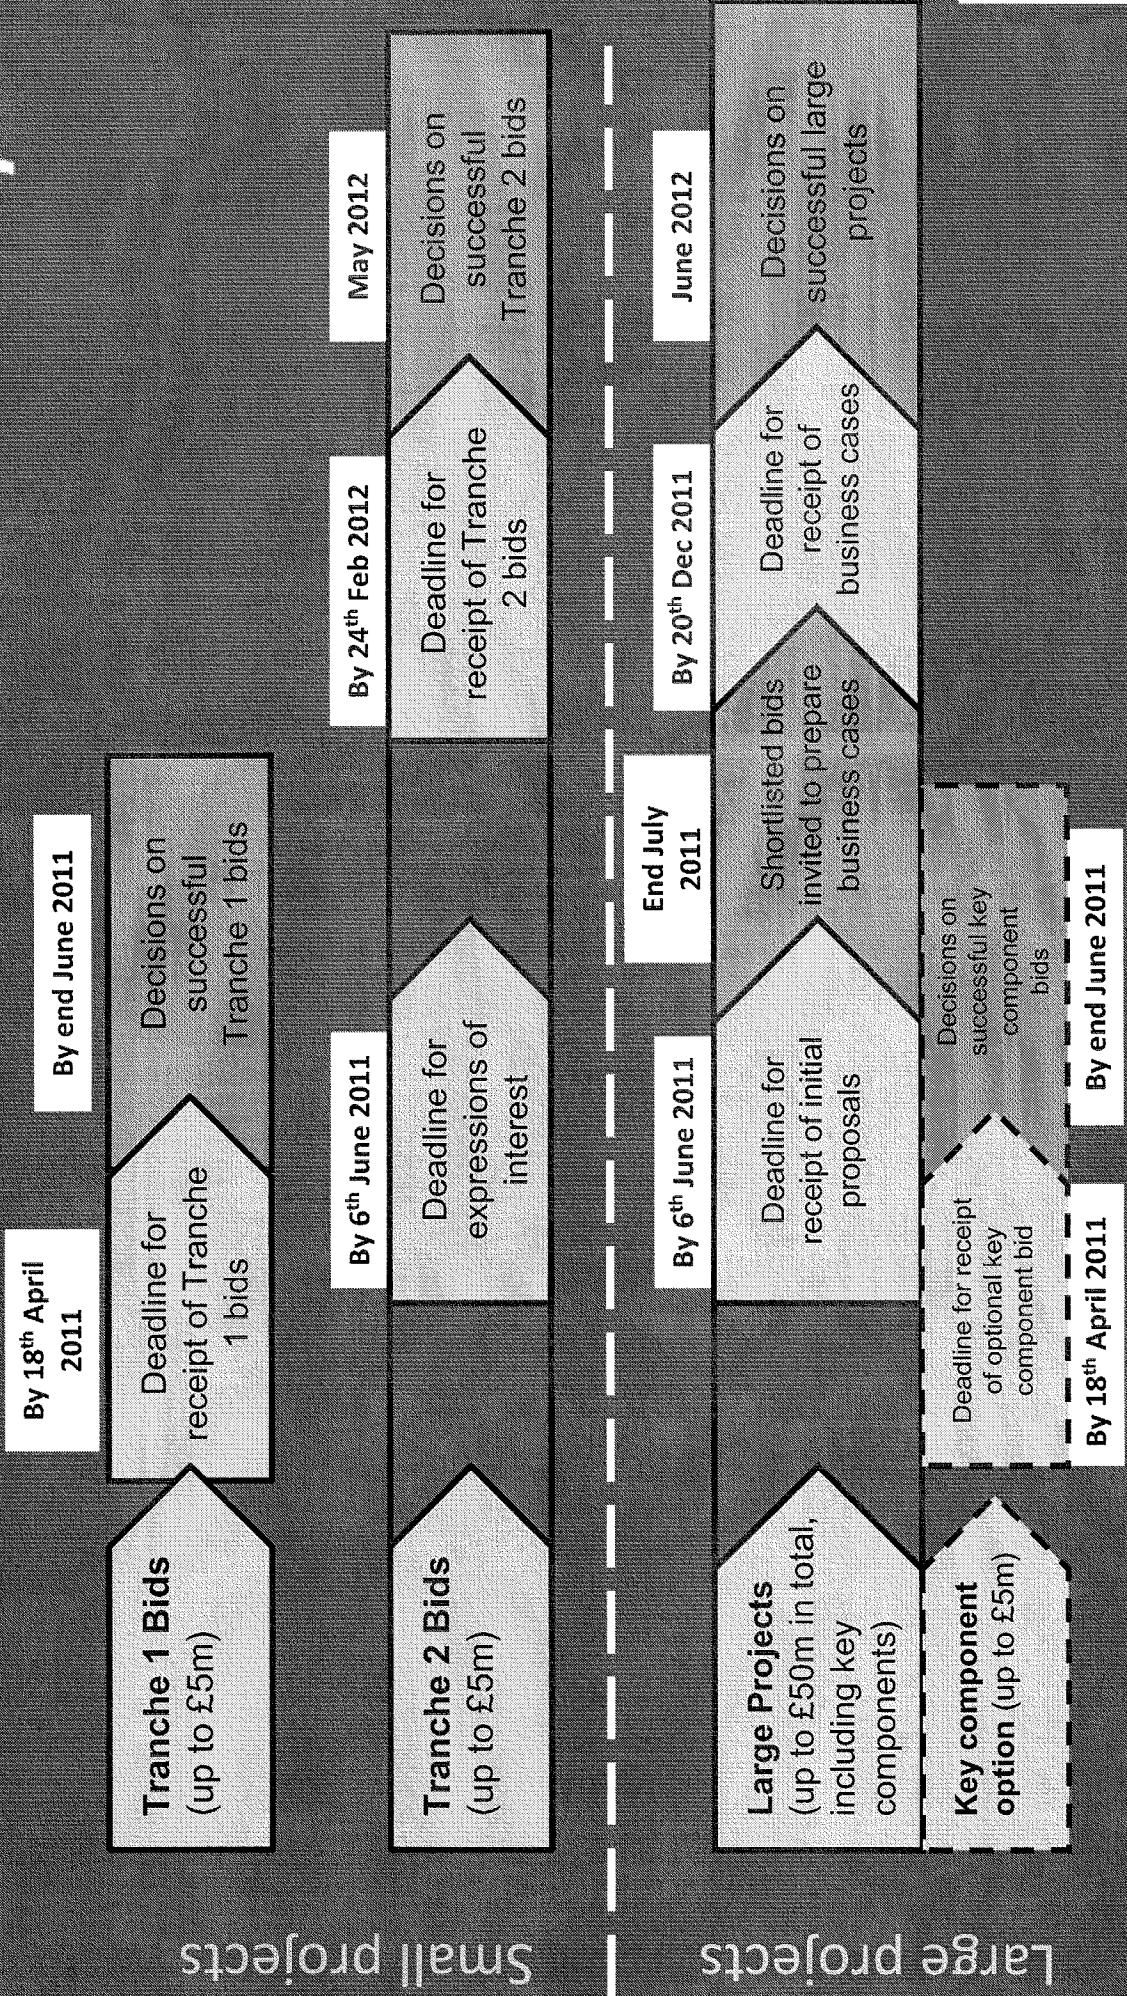 Small projects
Tranche 1 Bids
(up to £5m)
By 18th April
2011
Deadline for
receipt of Tranche
1 bids
By end June 2011
Decisions on
successful
Tranche 1 bids
Tranche 2 Bids
(up to £5m)
By 6th June 2011
Deadline for
expressions of
interest
By 24th Feb 2012
Deadline for
receipt of Tranche
2 bids
May 2012
Decisions on
successful
Tranche 2 bids
Large projects
Large Projects
(up to £50m in total,
including key
components)
By 6th June 2011
Deadline for
receipt of initial
proposals
End July
2011
Shortlisted bids
invited to prepare
business cases
By 20th Dec 2011
Deadline for
receipt of
business cases
June 2012
Decisions on
successful large
projects
Key component
option (up to £5m)
Deadline for receipt
of optional key
component bid
By 18th April 2011
Decisions on
successful key
component
bids
By end June 2011